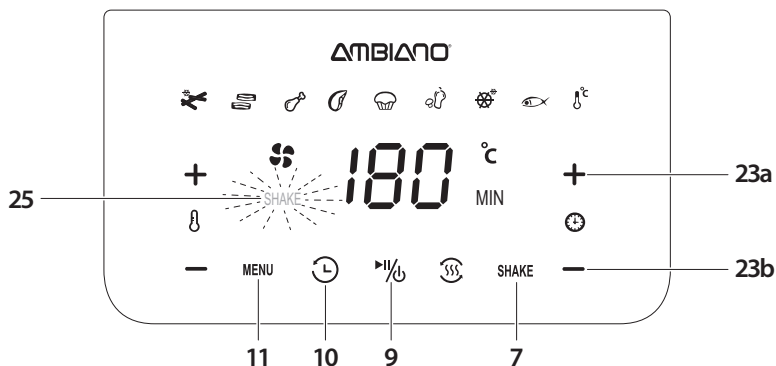 AMBIANO
°C
180 °C
+ + 23a
25 SHAKE MIN
− MENU SHAKE − 23b
11 10 9 7